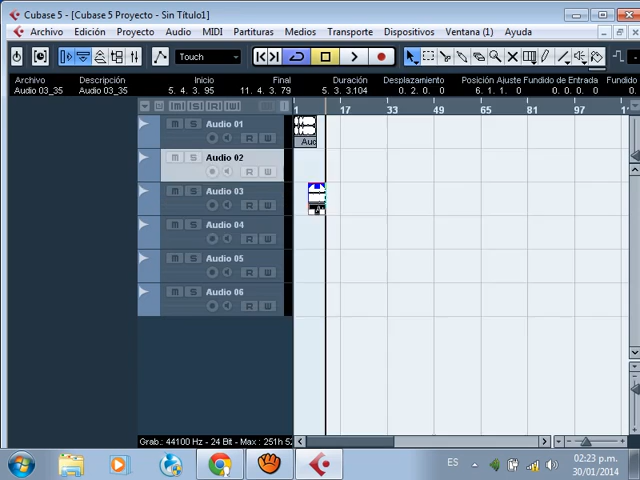 Cubase 5 - [Cubase 5 Proyecto - Sin Título1]
Archivo Edición Proyecto Audio MIDI Partituras Medios Transporte Dispositivos Ventana (1) Ayuda
Touch
Archivo Descripción Inicio Final Duración Desplazamiento Posición Ajuste Fundido de Entrada Fundido
Audio 03_35 Audio 03_35 5. 4. 3. 95 11. 4. 3. 79 5. 3. 3.104 0. 2. 0. 0 6. 1. 1. 0 0. 0. 0. 0 0.
1 17 33 49 65 81 97
M S Audio 01
R W
M S Audio 02
R W
M S Audio 03
R W
M S Audio 04
R W
M S Audio 05
R W
M S Audio 06
R W
Grab.: 44100 Hz - 24 Bit - Max : 251h 52
ES
02:23 p.m.
30/01/2014